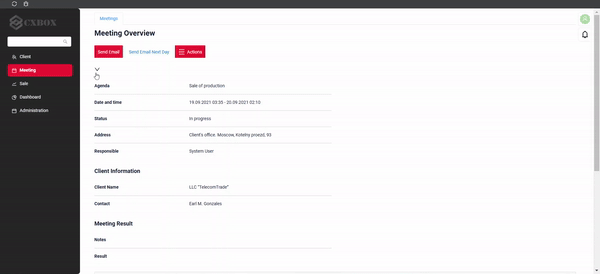 CXBOX
Meetings
Meeting Overview
Send Email Send Email Next Day Actions
Client
Meeting
Sale
Dashboard
Administration
Agenda Sale of production
Date and time 19.09.2021 03:20 - 20.09.2021 02:10
Status In progress
Address Client's office: Moscow, Kotelny proezd, 93
Responsible System User
Client Information
Client Name LLC "TelecomTrade"
Contact Earl M. Gonzales
Meeting Result
Notes
Result